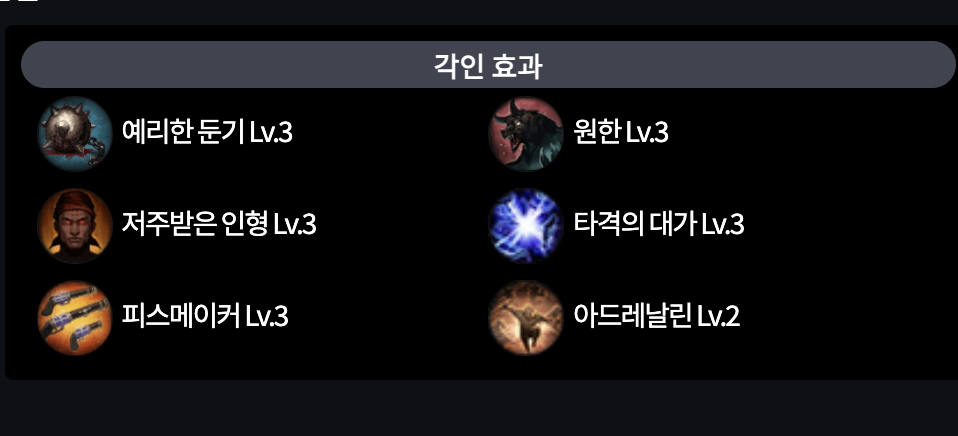 각인 효과
예리한 둔기 Lv.3
원한 Lv.3
저주받은 인형 Lv.3
타격의 대가 Lv.3
피스메이커 Lv.3
아드레날린 Lv.2